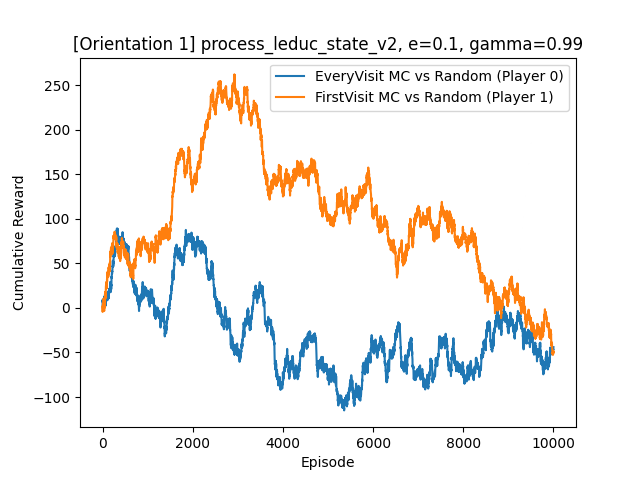 [Orientation 1] process_leduc_state_v2, e=0.1, gamma=0.99
EveryVisit MC vs Random (Player 0)
FirstVisit MC vs Random (Player 1)
250
200
150
100
50
0
−50
−100
Cumulative Reward
0 2000 4000 6000 8000 10000
Episode